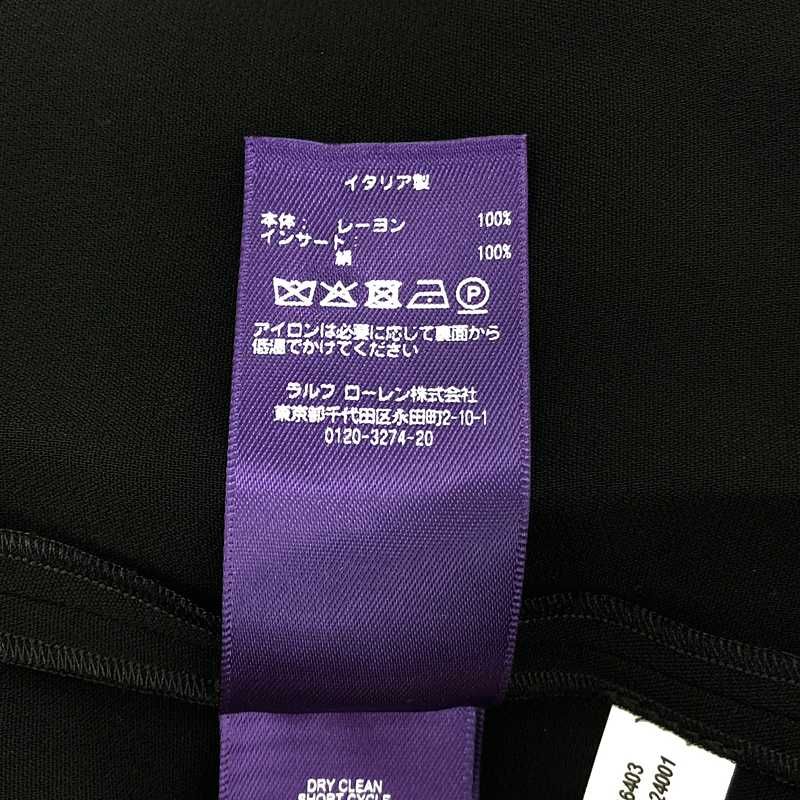 イタリア製
本体: レーヨン 100%
インサート:
絹 100%
P
アイロンは必要に応じて裏面から
低温でかけてください
ラルフ ローレン株式会社
東京都千代田区永田町2-10-1
0120-3274-20
DRY CLEAN
SHORT CYCLE
6403
24001